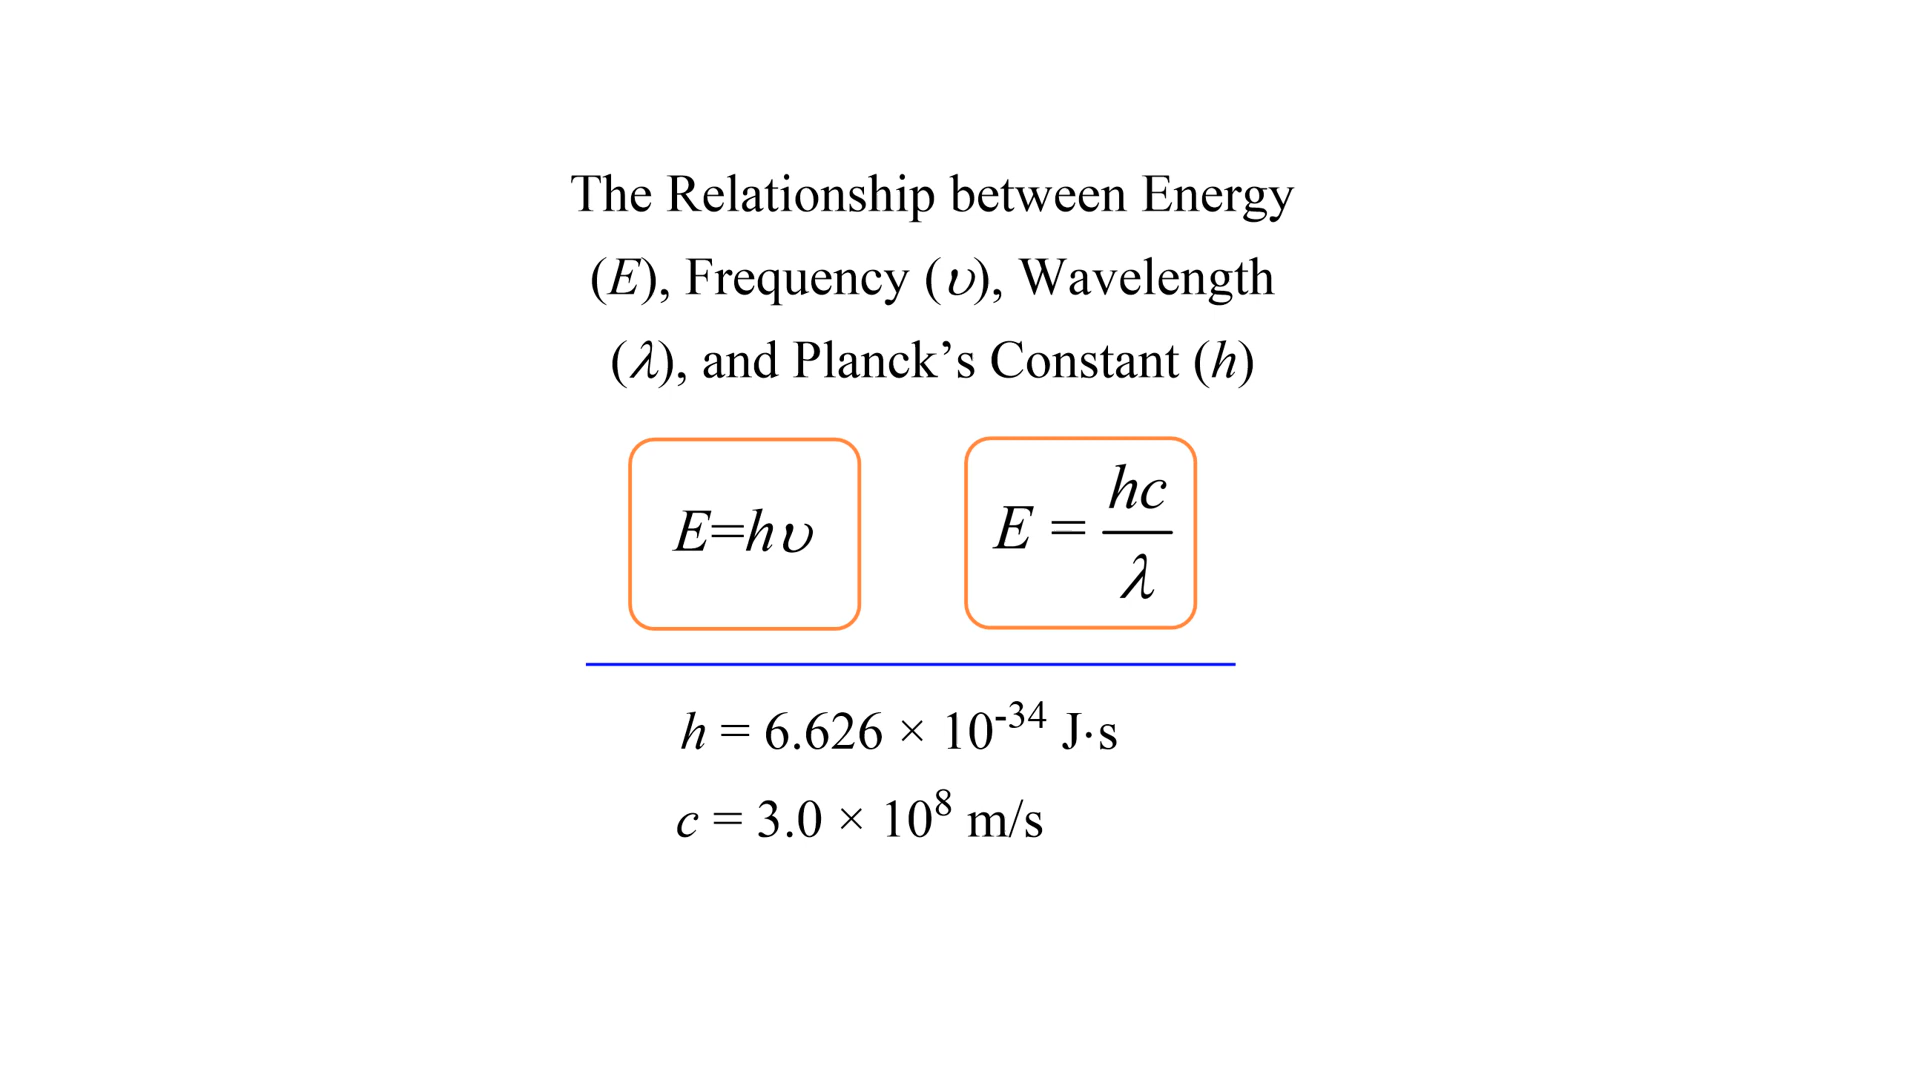 The Relationship between Energy
(E), Frequency (υ), Wavelength
(λ), and Planck’s Constant (h)
E=hυ
E = hc/λ
h = 6.626 × 10⁻³⁴ J·s
c = 3.0 × 10⁸ m/s